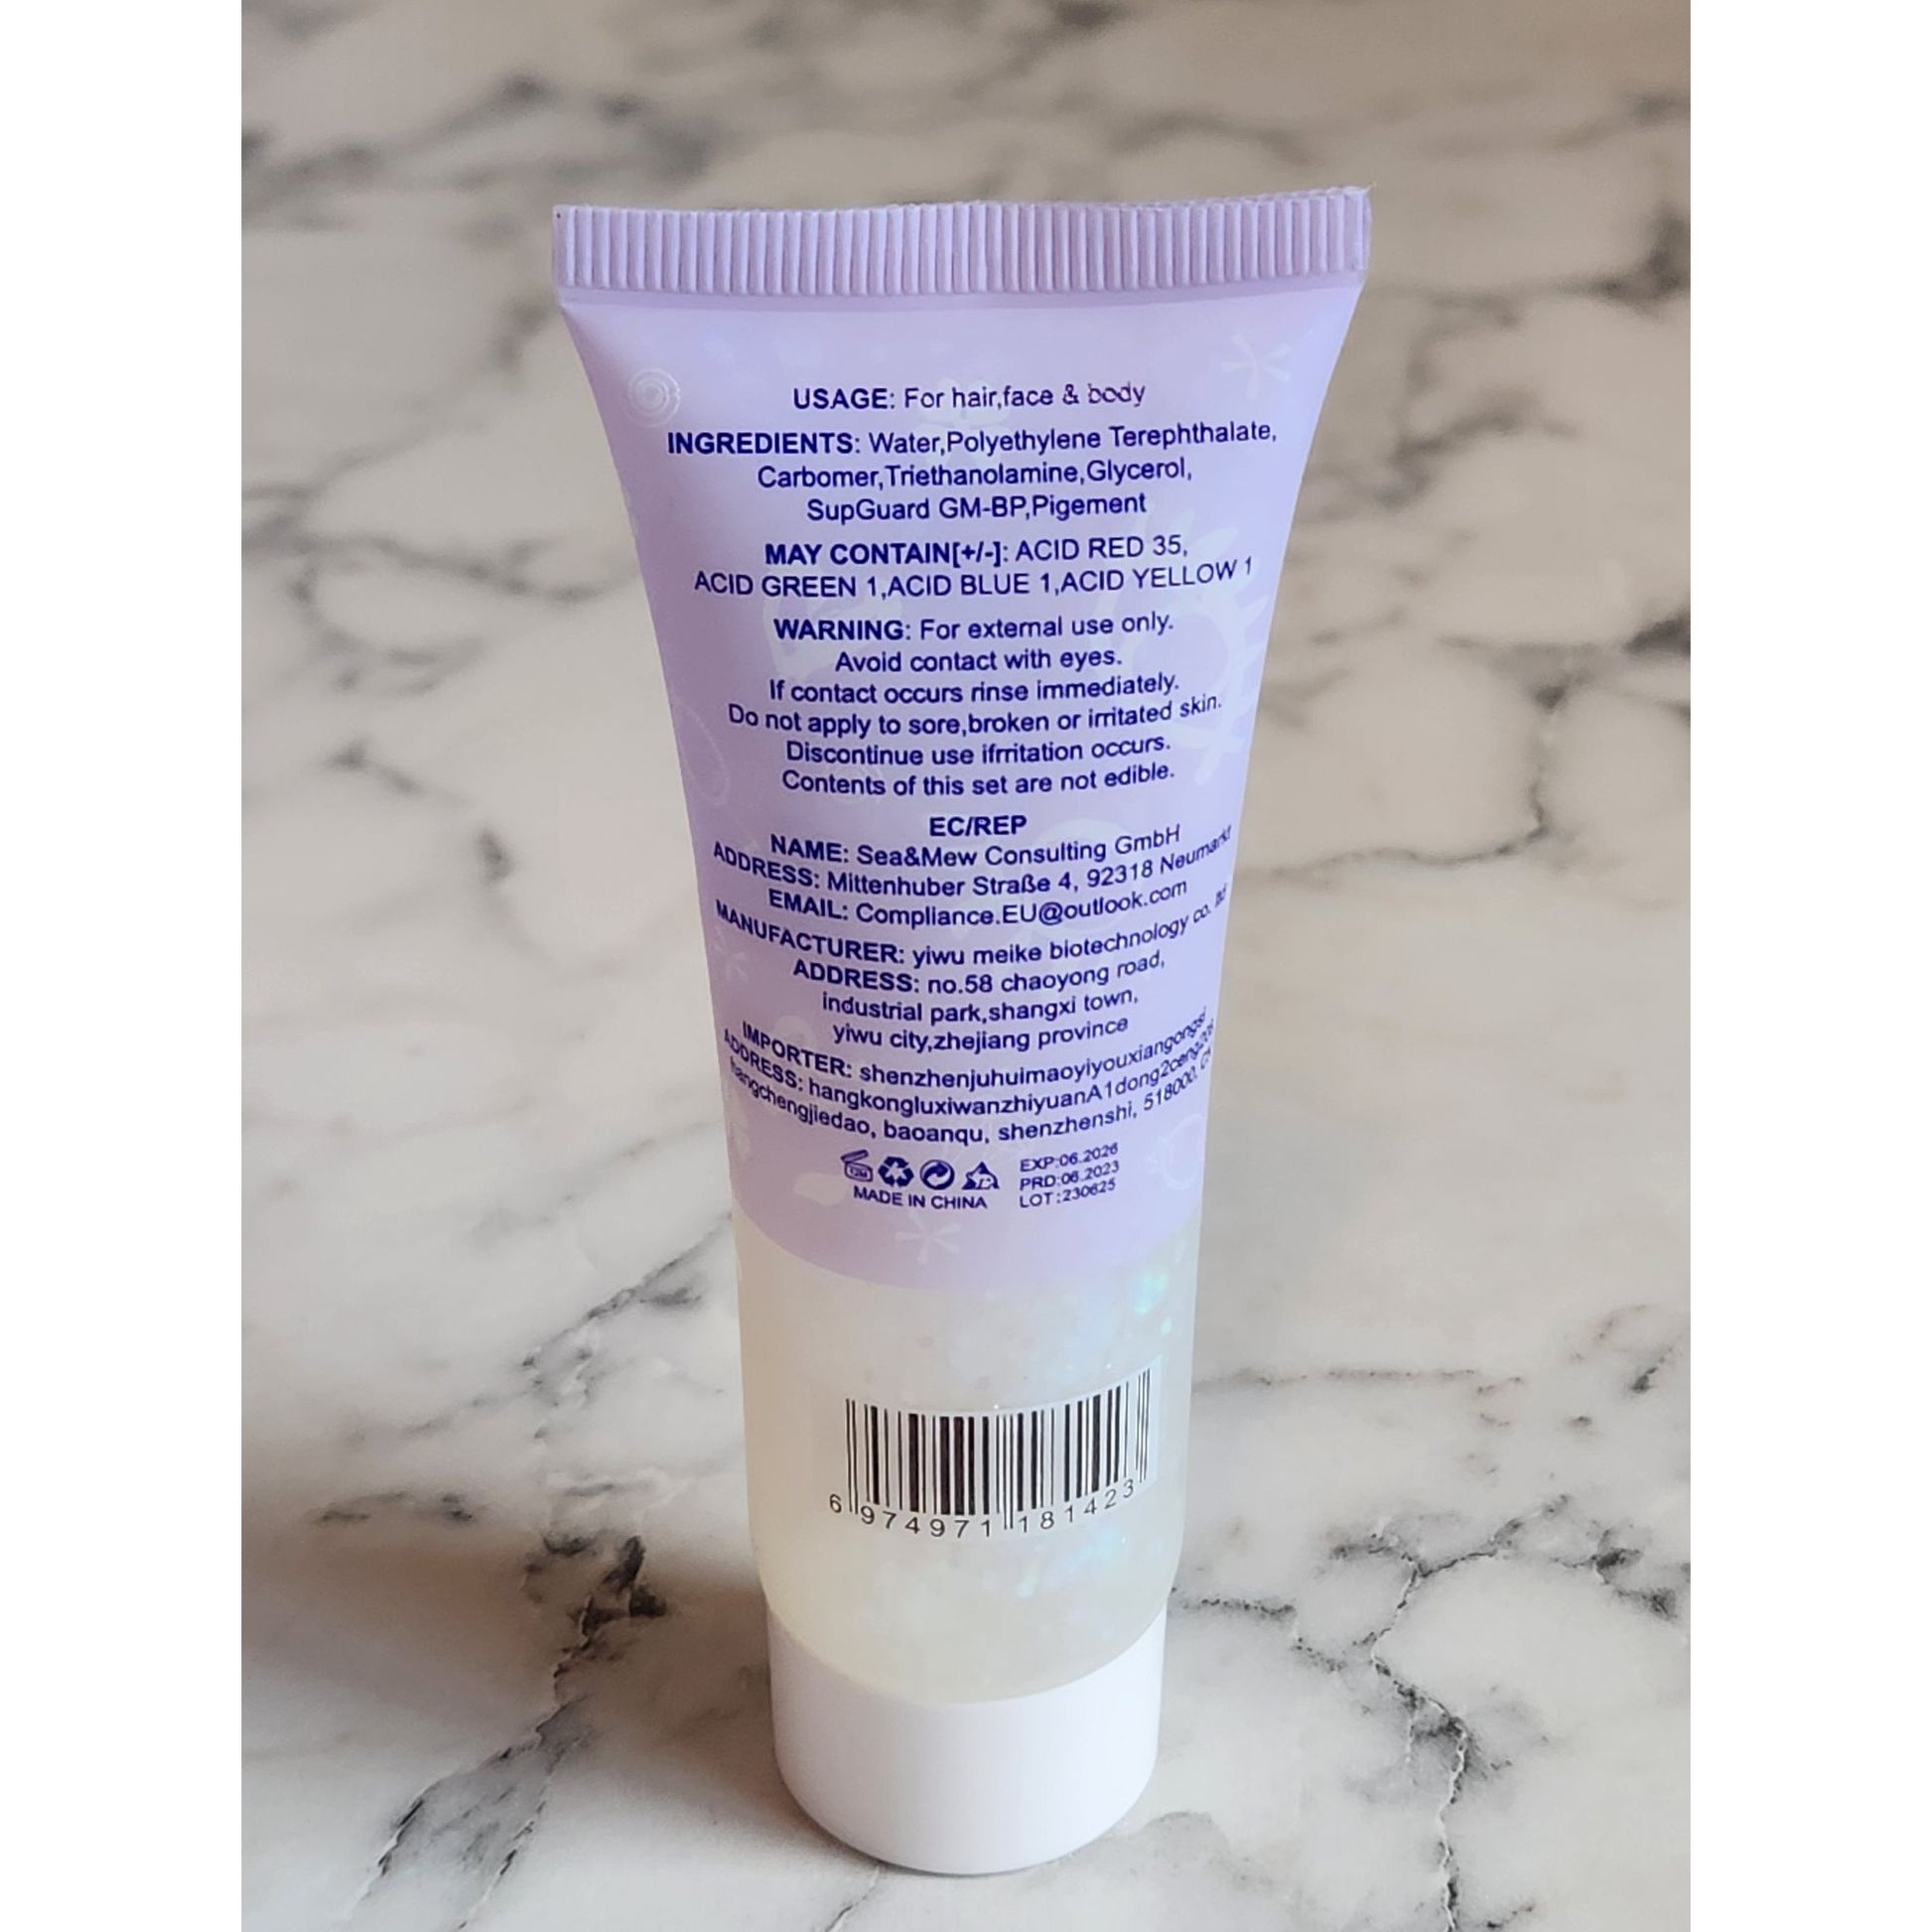 USAGE: For hair,face & body
INGREDIENTS: Water,Polyethylene Terephthalate,
Carbomer,Triethanolamine,Glycerol,
SupGuard GM-BP,Pigement
MAY CONTAIN[+/-]: ACID RED 35,
ACID GREEN 1,ACID BLUE 1,ACID YELLOW 1
WARNING: For external use only.
Avoid contact with eyes.
If contact occurs rinse immediately.
Do not apply to sore,broken or irritated skin.
Discontinue use ifrritation occurs.
Contents of this set are not edible.
EC/REP
NAME: Sea&Mew Consulting GmbH
ADDRESS: Mittenhuber Straße 4, 92318 Neumarkt
EMAIL: Compliance.EU@outlook.com
MANUFACTURER: yiwu meike biotechnology co. ltd
ADDRESS: no.58 chaoyong road,
industrial park,shangxi town,
yiwu city,zhejiang province
IMPORTER: shenzhenjuhuimaoyiyouxiangongsi
ADDRESS: hangkongluxiwanzhiyuanA1dong2ceng
hangchengjiedao, baoanqu, shenzhenshi, 518000,
12M
EXP:06.2026
PRD:06.2023
MADE IN CHINA
LOT:230625
6 974971 181423